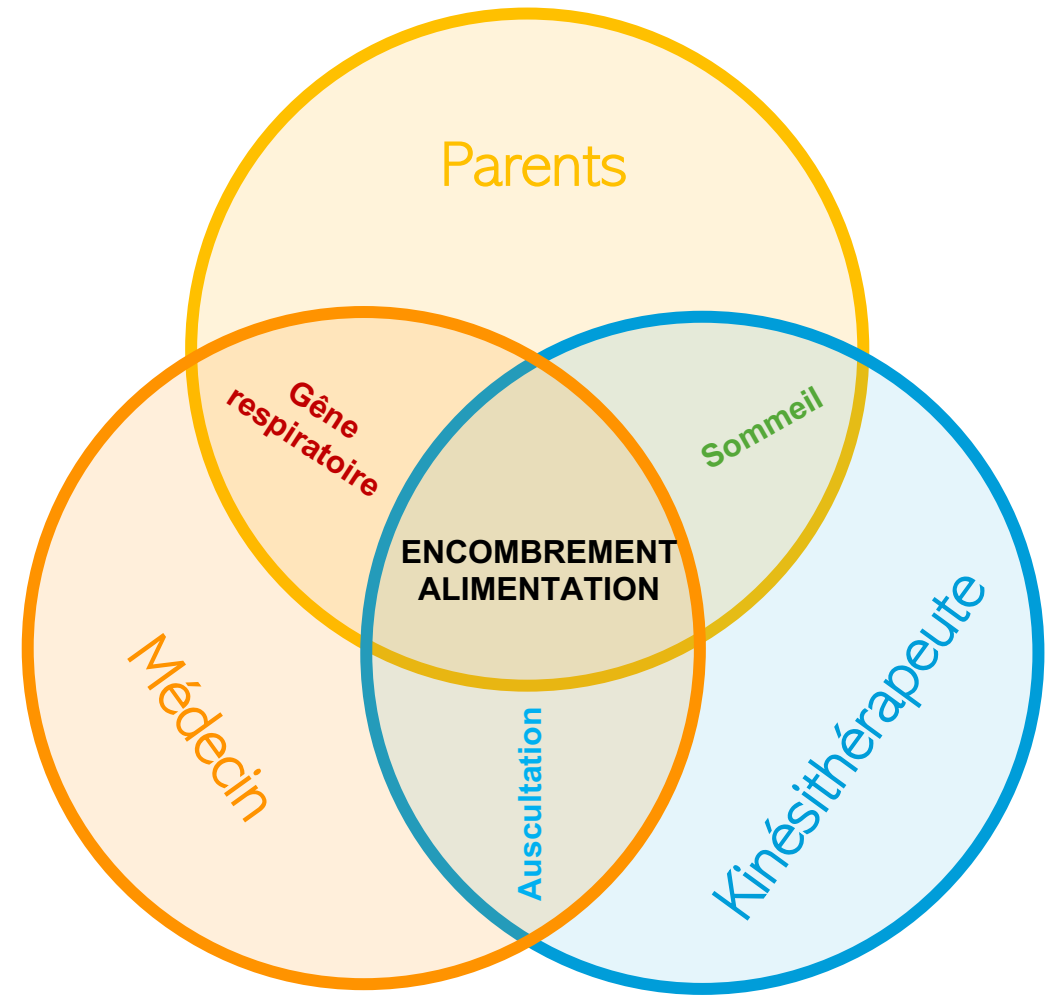 Parents
Gêne
respiratoire
Sommeil
ENCOMBREMENT
ALIMENTATION
Médecin
Kinésithérapeute
Auscultation